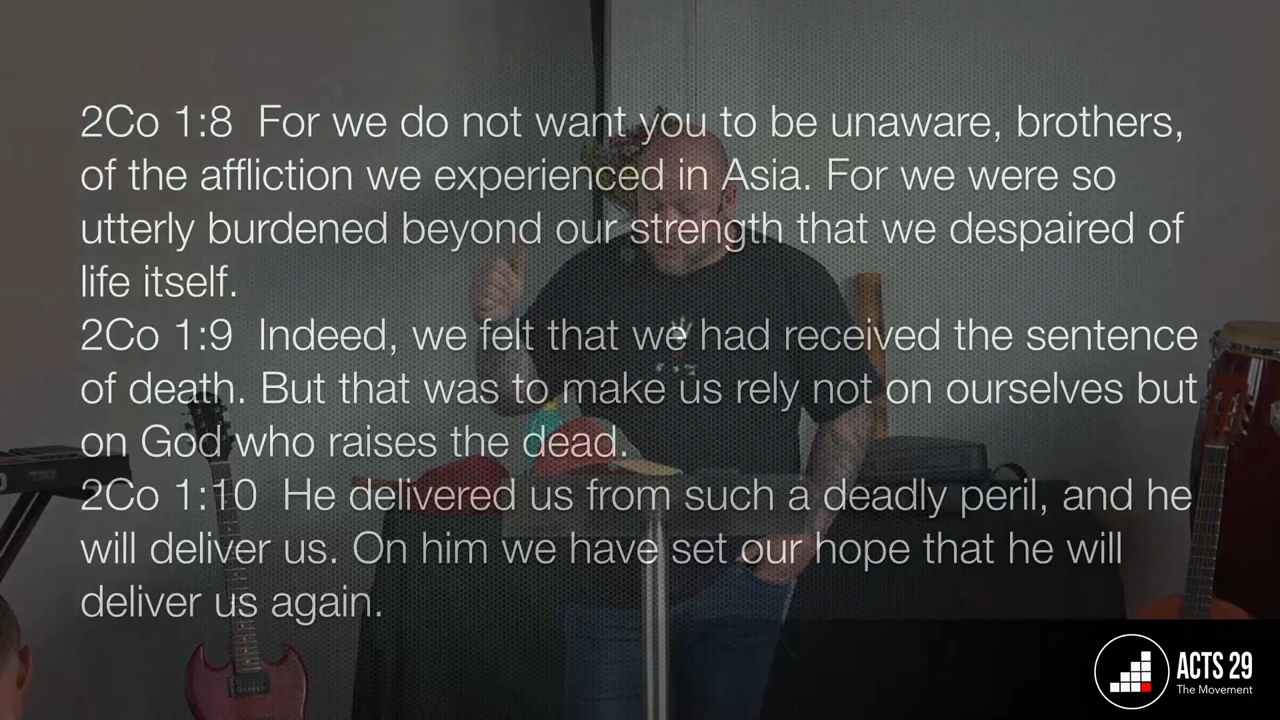 2Co 1:8  For we do not want you to be unaware, brothers,
of the affliction we experienced in Asia. For we were so
utterly burdened beyond our strength that we despaired of
life itself.
2Co 1:9  Indeed, we felt that we had received the sentence
of death. But that was to make us rely not on ourselves but
on God who raises the dead.
2Co 1:10  He delivered us from such a deadly peril, and he
will deliver us. On him we have set our hope that he will
deliver us again.
ACTS 29
The Movement